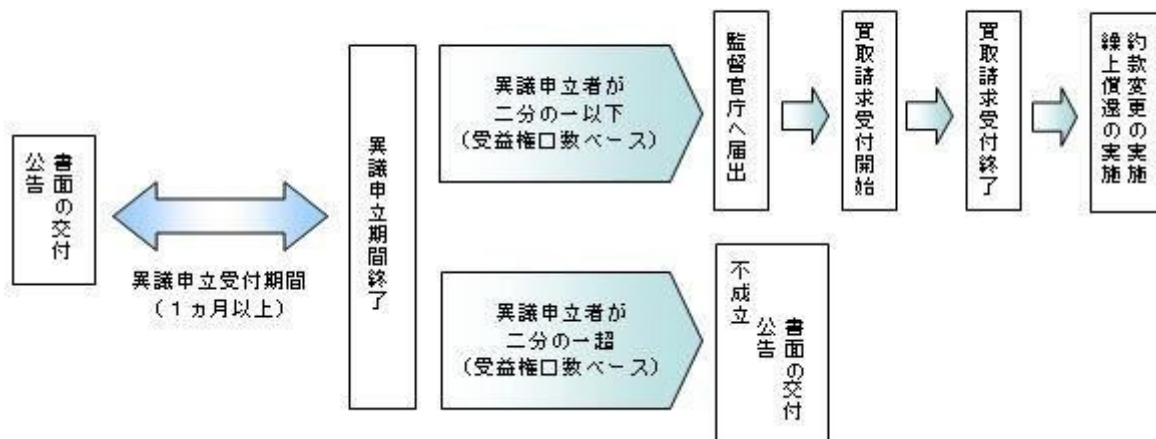 書面の交付
公告
異議申立受付期間
(1ヵ月以上)
異議申立期間終了
異議申立者が
二分の一以下
(受益権口数ベース)
監督官庁へ届出
買取請求受付開始
買取請求受付終了
約款変更の実施
繰上償還の実施
異議申立者が
二分の一超
(受益権口数ベース)
不成立
書面の交付
公告